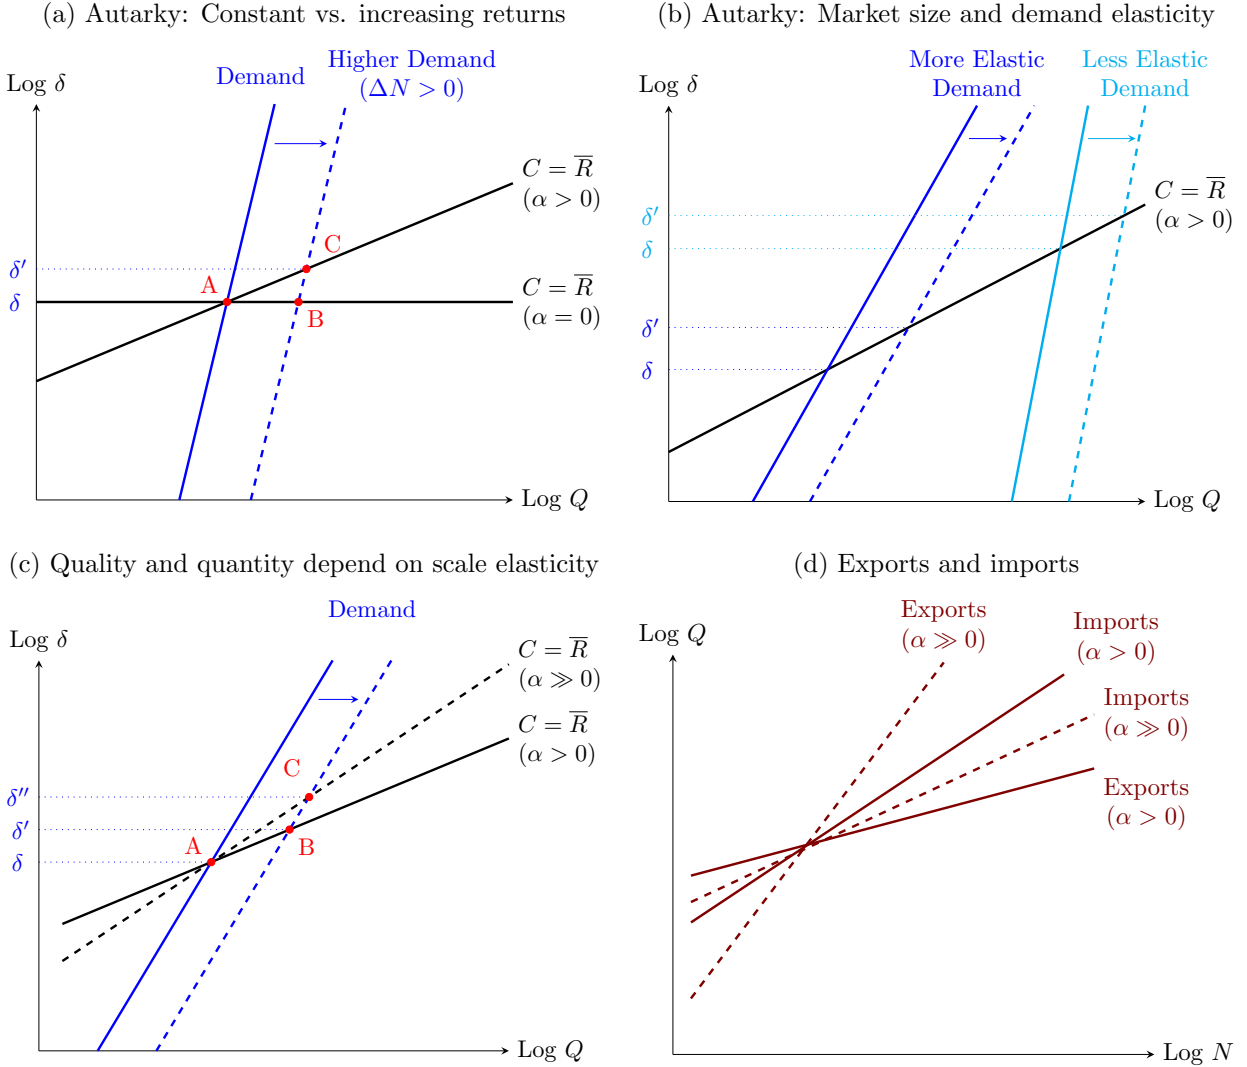 (a) Autarky: Constant vs. increasing returns
Log δ
Demand
Higher Demand
(ΔN > 0)
C = R̅
(α > 0)
C = R̅
(α = 0)
δ′
δ
A
B
C
Log Q
(b) Autarky: Market size and demand elasticity
Log δ
More Elastic
Demand
Less Elastic
Demand
C = R̅
(α > 0)
δ′
δ
δ′
δ
Log Q
(c) Quality and quantity depend on scale elasticity
Log δ
Demand
C = R̅
(α ≫ 0)
C = R̅
(α > 0)
δ″
δ′
δ
A
B
C
Log Q
(d) Exports and imports
Log Q
Exports
(α ≫ 0)
Imports
(α > 0)
Imports
(α ≫ 0)
Exports
(α > 0)
Log N